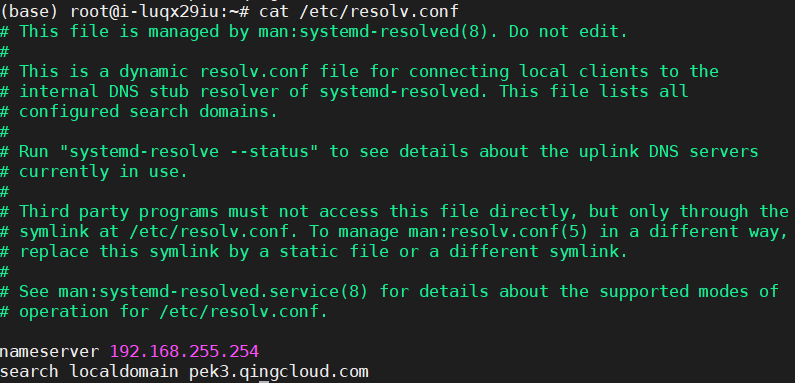 (base) root@i-luqx29iu:~# cat /etc/resolv.conf
# This file is managed by man:systemd-resolved(8). Do not edit.
#
# This is a dynamic resolv.conf file for connecting local clients to the
# internal DNS stub resolver of systemd-resolved. This file lists all
# configured search domains.
#
# Run "systemd-resolve --status" to see details about the uplink DNS servers
# currently in use.
#
# Third party programs must not access this file directly, but only through the
# symlink at /etc/resolv.conf. To manage man:resolv.conf(5) in a different way,
# replace this symlink by a static file or a different symlink.
#
# See man:systemd-resolved.service(8) for details about the supported modes of
# operation for /etc/resolv.conf.
nameserver 192.168.255.254
search localdomain pek3.qingcloud.com